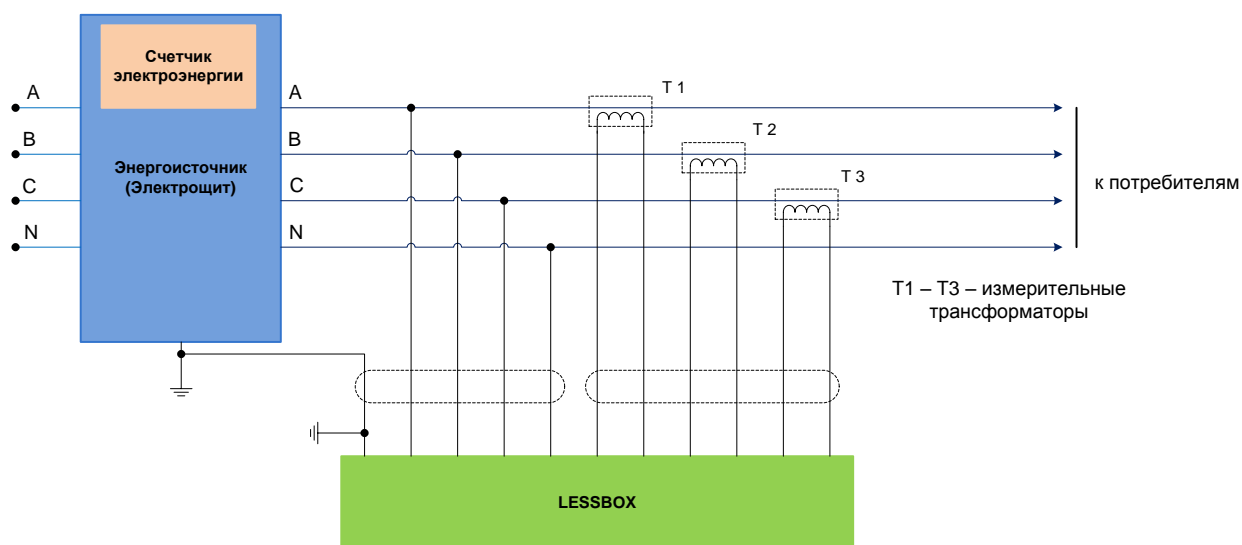 Счетчик
электроэнергии
A
B
C
N
Энергоисточник
(Электрощит)
A
B
C
N
T 1
T 2
T 3
к потребителям
T1 – T3 – измерительные
трансформаторы
LESSBOX